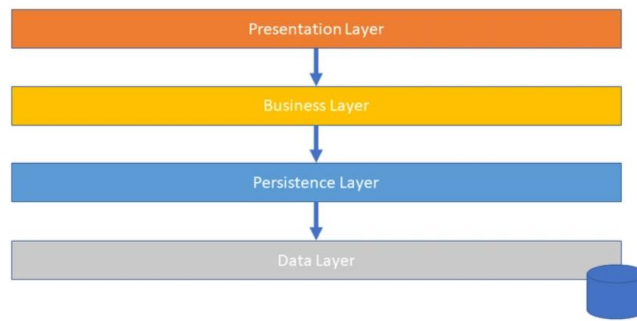 Presentation Layer
Business Layer
Persistence Layer
Data Layer